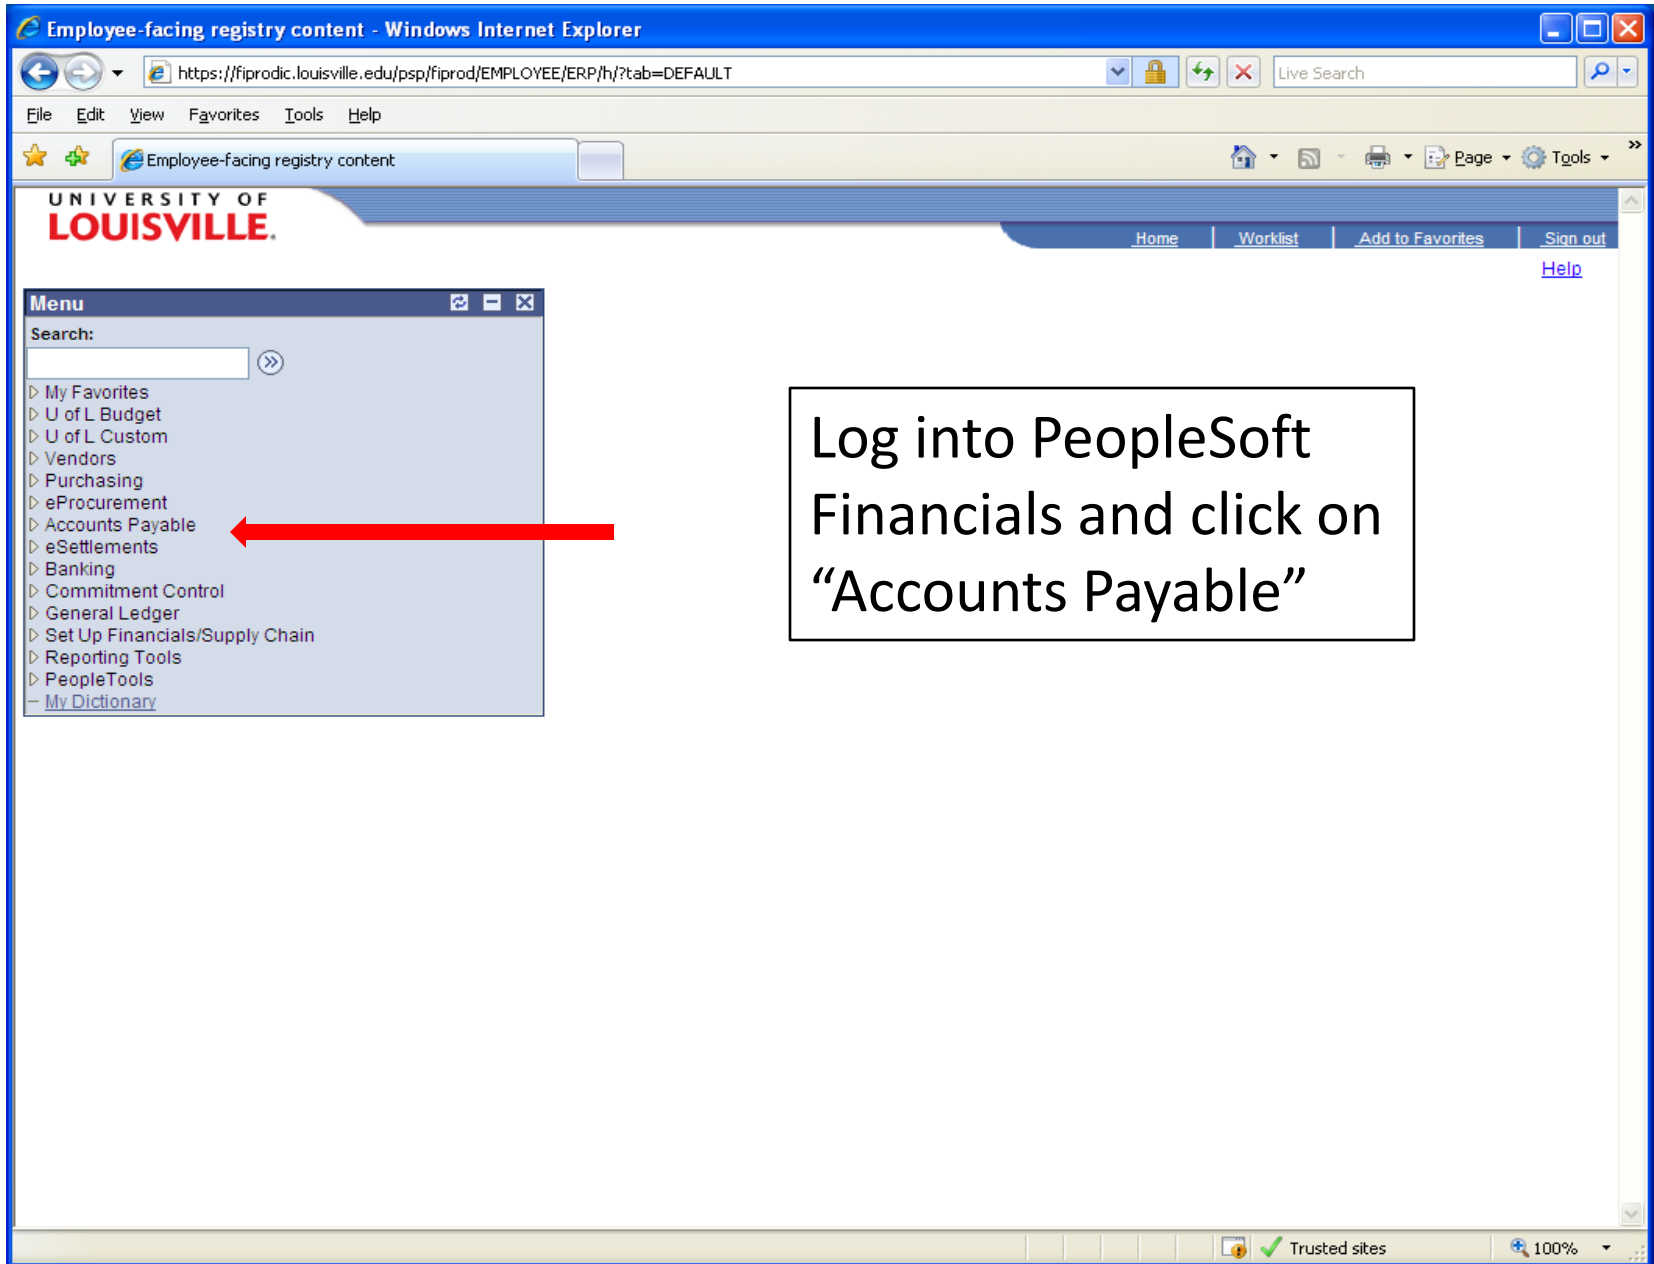 Employee-facing registry content - Windows Internet Explorer
https://fiprodic.louisville.edu/psp/fiprod/EMPLOYEE/ERP/h/?tab=DEFAULT
Live Search
File Edit View Favorites Tools Help
Employee-facing registry content
Page Tools
UNIVERSITY OF
LOUISVILLE.
Home Worklist Add to Favorites Sign out
Help
Menu
Search:
My Favorites
U of L Budget
U of L Custom
Vendors
Purchasing
eProcurement
Accounts Payable
eSettlements
Banking
Commitment Control
General Ledger
Set Up Financials/Supply Chain
Reporting Tools
PeopleTools
My Dictionary
Log into PeopleSoft
Financials and click on
“Accounts Payable”
Trusted sites
100%